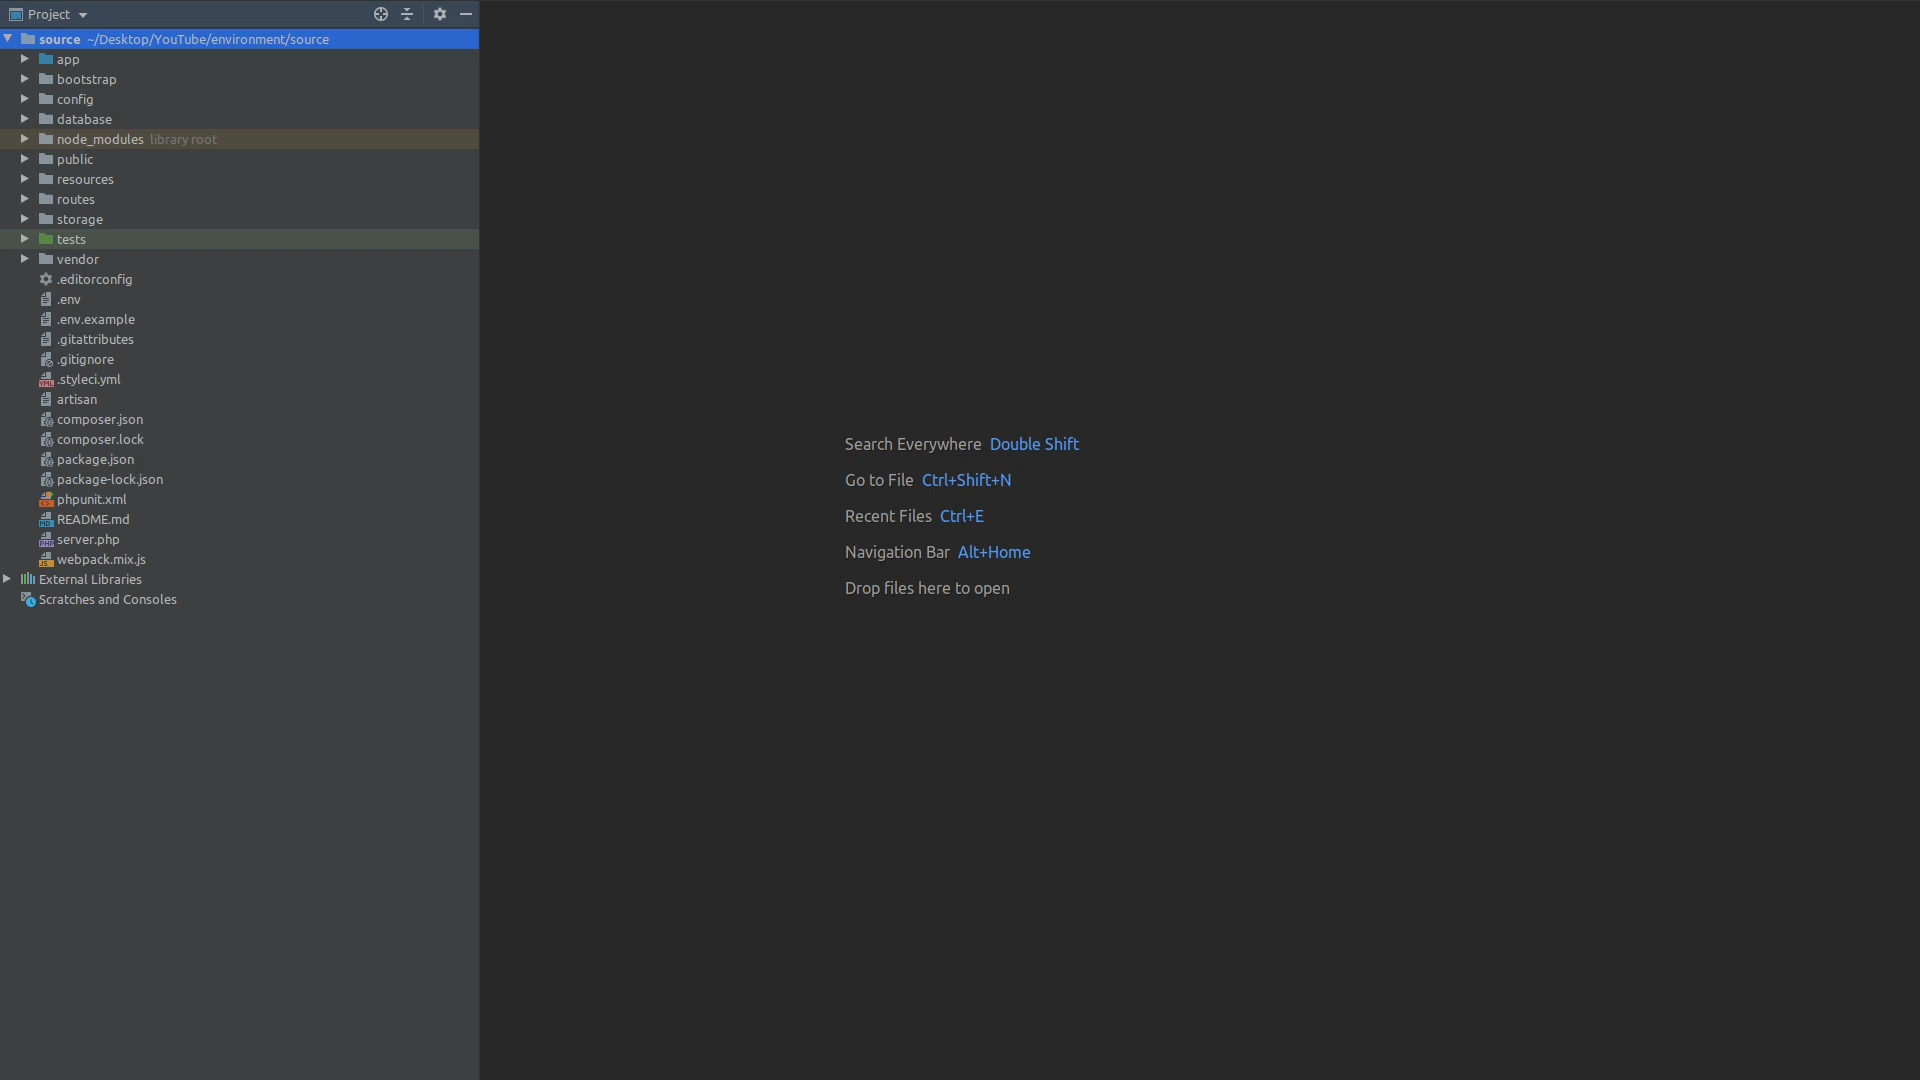 Project
source ~/Desktop/YouTube/environment/source
app
bootstrap
config
database
node_modules library root
public
resources
routes
storage
tests
vendor
.editorconfig
.env
.env.example
.gitattributes
.gitignore
.styleci.yml
artisan
composer.json
composer.lock
package.json
package-lock.json
phpunit.xml
README.md
server.php
webpack.mix.js
External Libraries
Scratches and Consoles
Search Everywhere Double Shift
Go to File Ctrl+Shift+N
Recent Files Ctrl+E
Navigation Bar Alt+Home
Drop files here to open